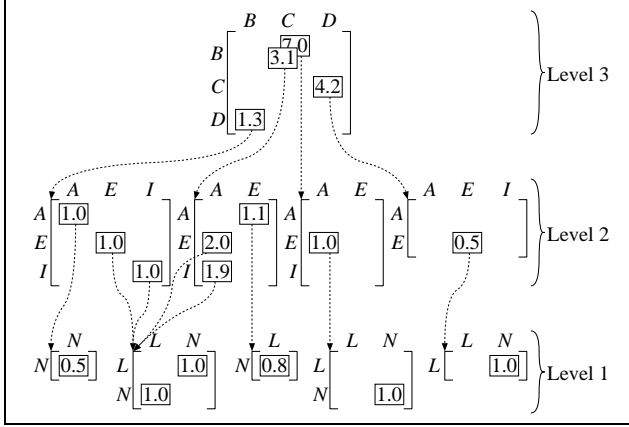 B C D
7.0
B 3.1
C 4.2 Level 3
D 1.3
A E I A E A E A E I
A 1.0 A 1.1 A A
E 1.0 E 2.0 E 1.0 E 0.5 Level 2
I 1.0 I 1.9 I
N L N L L N L N
N 0.5 L 1.0 N 0.8 L L 1.0 Level 1
N 1.0 N 1.0